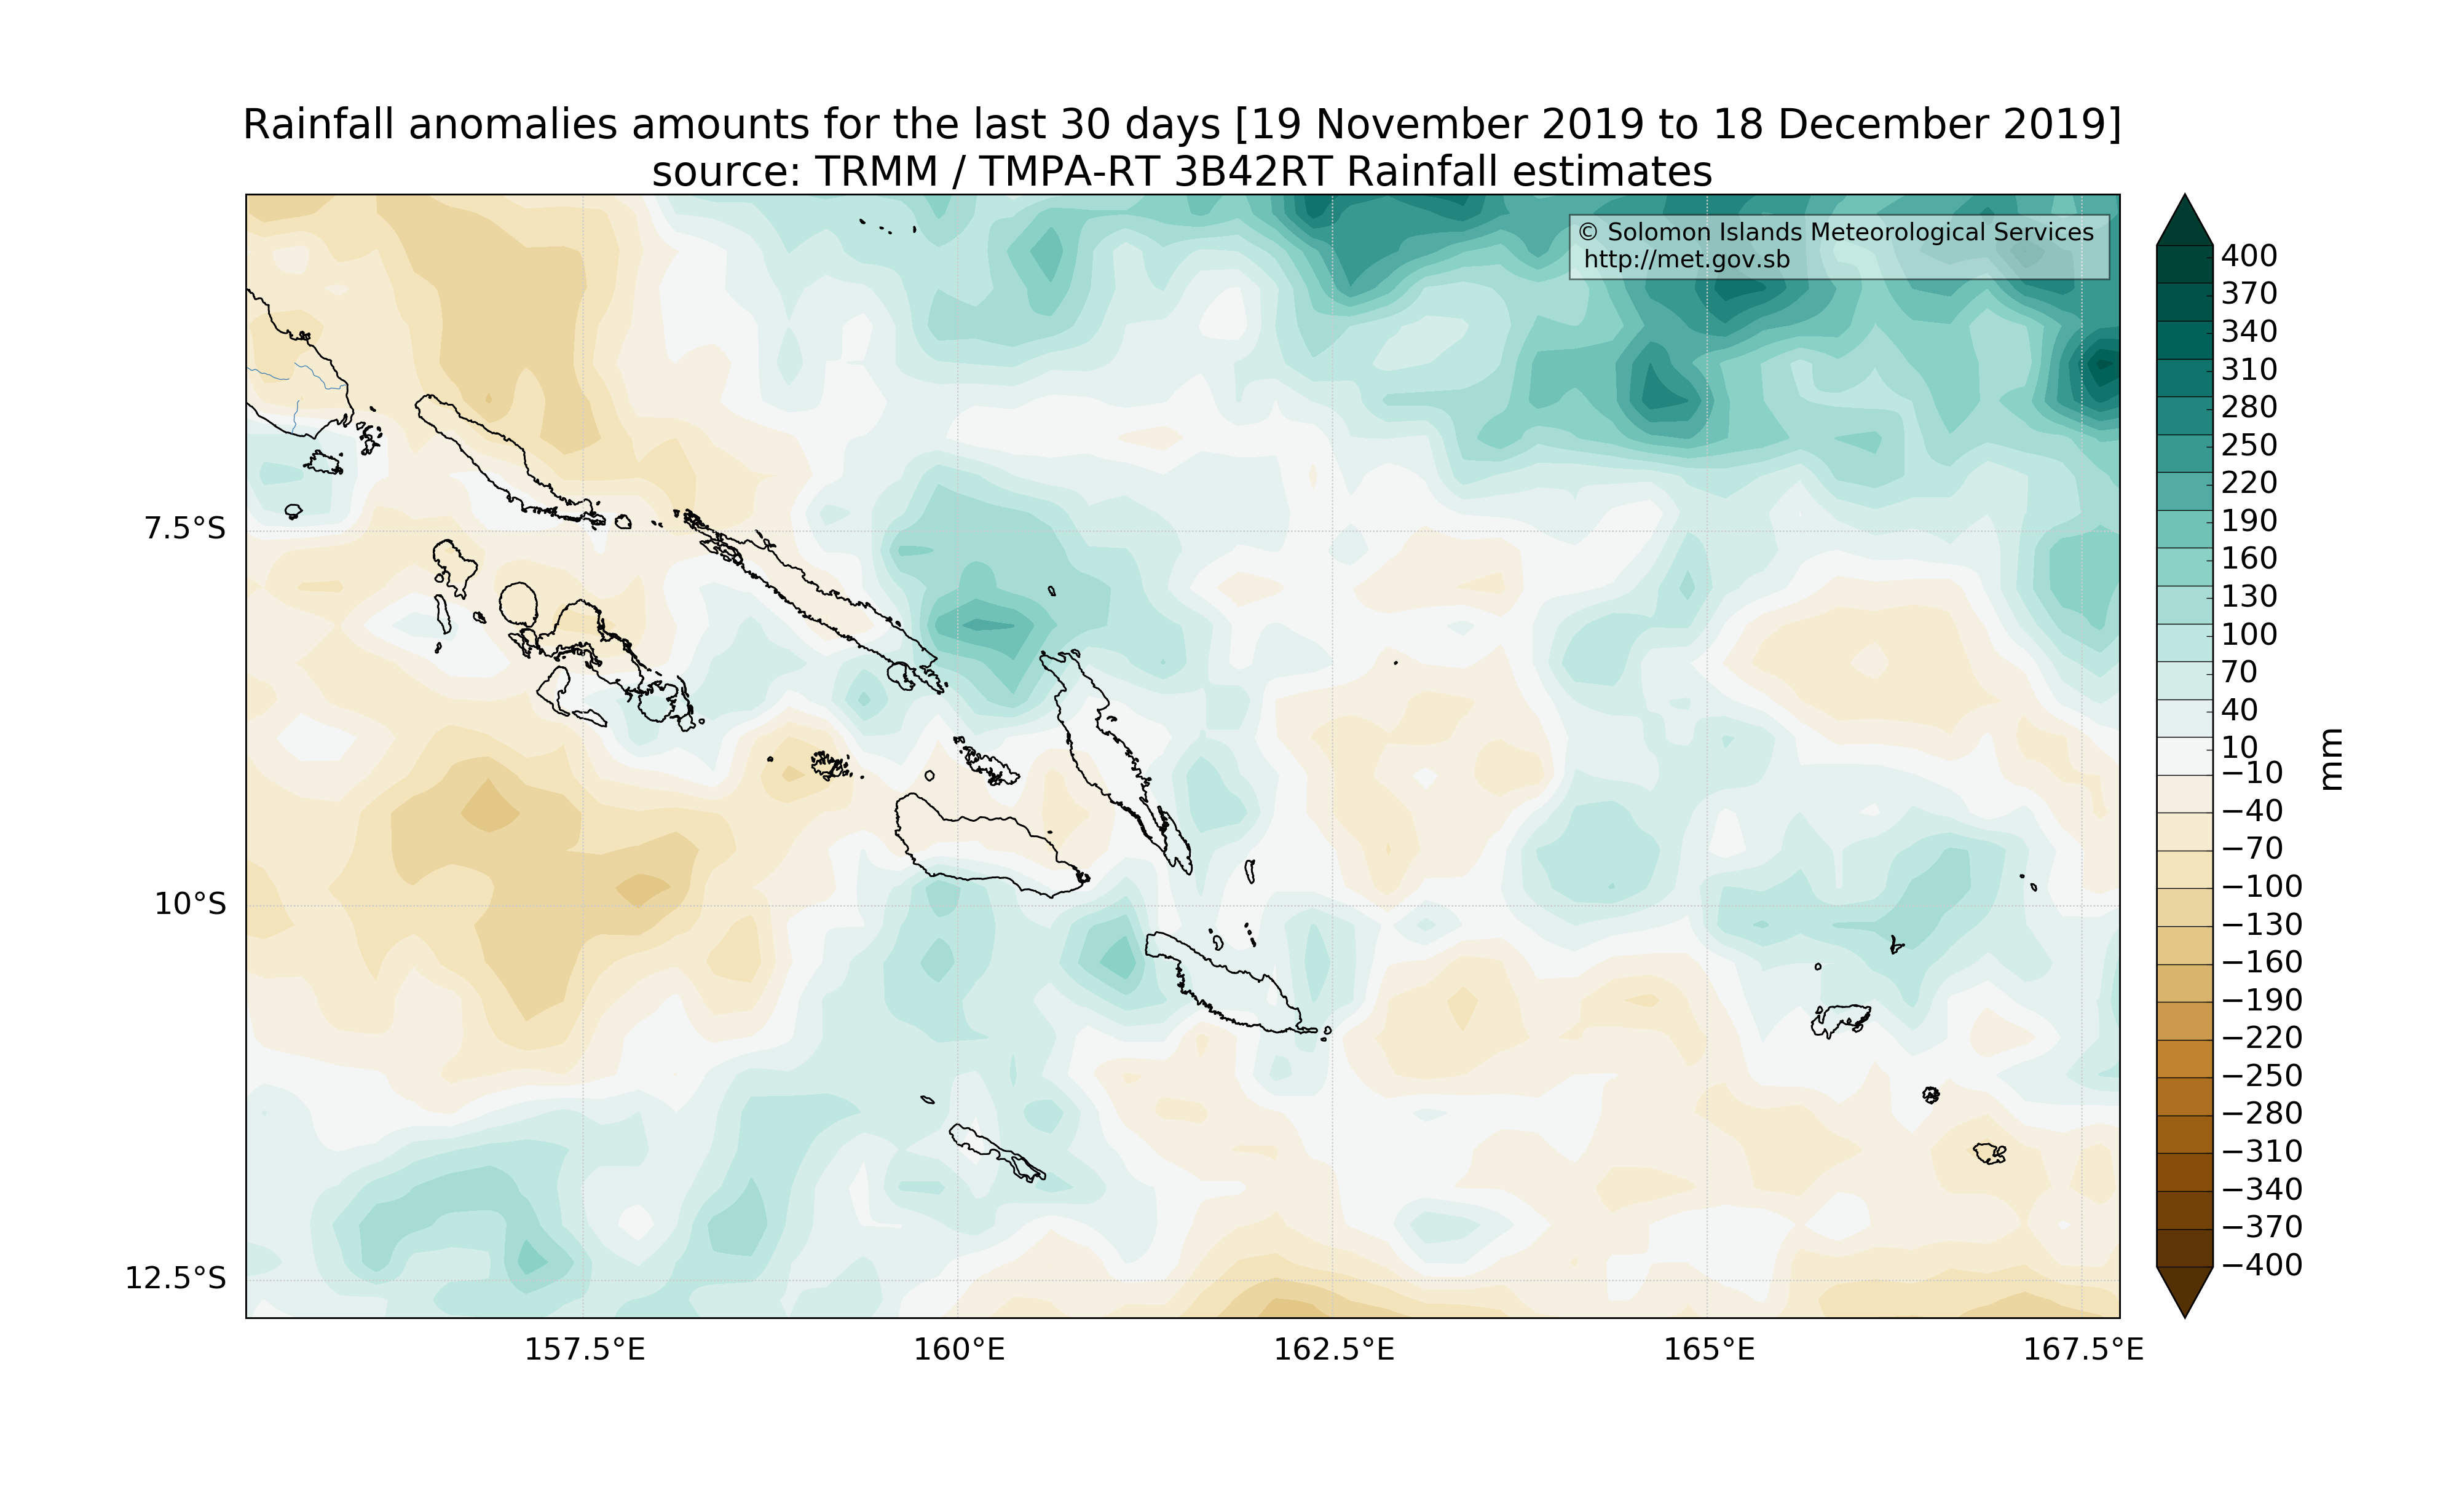 Rainfall anomalies amounts for the last 30 days [19 November 2019 to 18 December 2019]
source: TRMM / TMPA-RT 3B42RT Rainfall estimates
© Solomon Islands Meteorological Services
http://met.gov.sb
7.5°S
10°S
12.5°S
157.5°E
160°E
162.5°E
165°E
167.5°E
400
370
340
310
280
250
220
190
160
130
100
70
40
10
−10
−40
−70
−100
−130
−160
−190
−220
−250
−280
−310
−340
−370
−400
mm